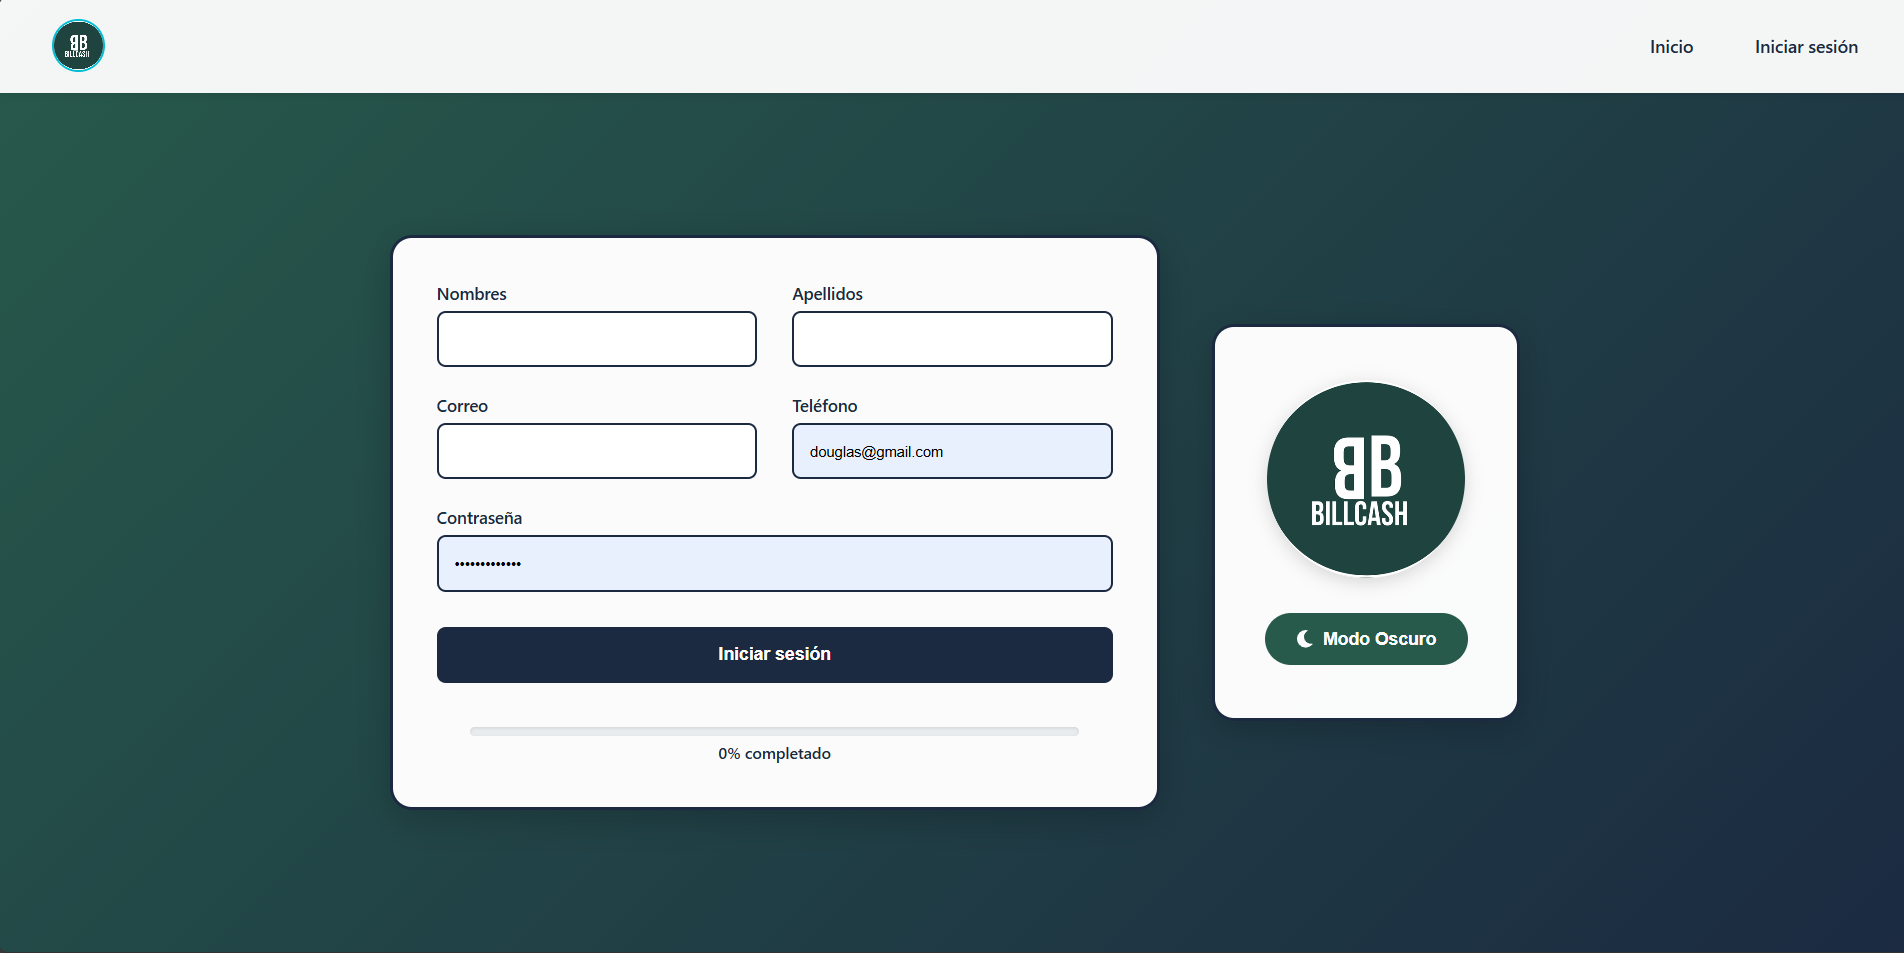 BB
BILLCASH
Inicio
Iniciar sesión
Nombres
Apellidos
Correo
Teléfono
douglas@gmail.com
Contraseña
•••••••••••••
Iniciar sesión
0% completado
BB
BILLCASH
Modo Oscuro